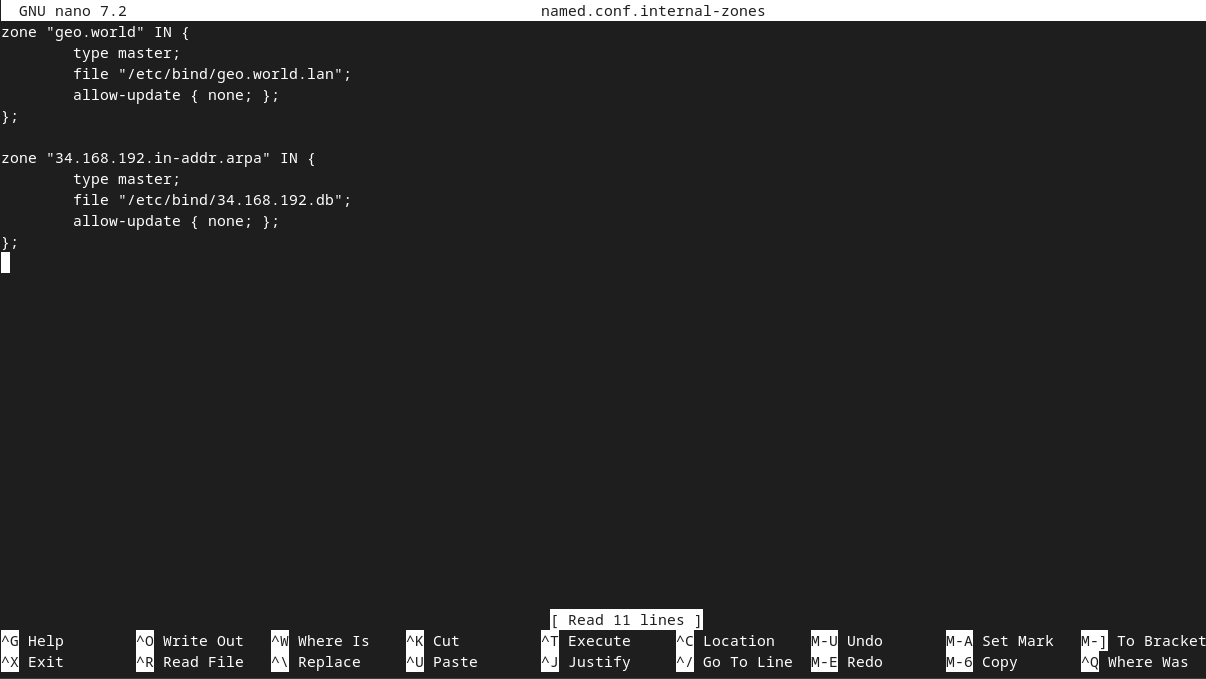 GNU nano 7.2 named.conf.internal-zones
zone "geo.world" IN {
        type master;
        file "/etc/bind/geo.world.lan";
        allow-update { none; };
};

zone "34.168.192.in-addr.arpa" IN {
        type master;
        file "/etc/bind/34.168.192.db";
        allow-update { none; };
};
[ Read 11 lines ]
^G Help ^O Write Out ^W Where Is ^K Cut ^T Execute ^C Location M-U Undo M-A Set Mark M-] To Bracket
^X Exit ^R Read File ^\ Replace ^U Paste ^J Justify ^/ Go To Line M-E Redo M-6 Copy ^Q Where Was